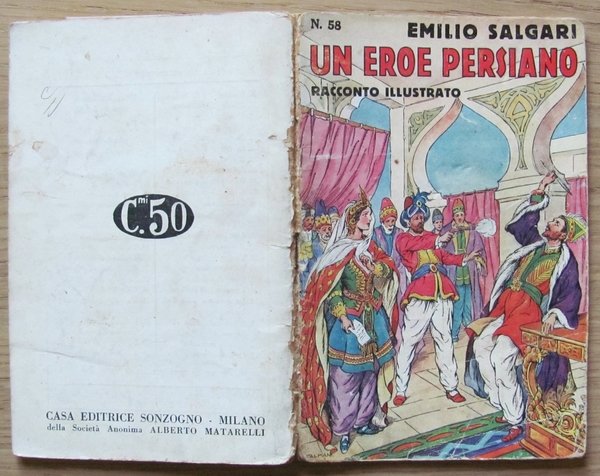 N. 58
EMILIO SALGARI
UN EROE PERSIANO
RACCONTO ILLUSTRATO
C.mi 50
CASA EDITRICE SONZOGNO - MILANO
della Società Anonima ALBERTO MATARELLI